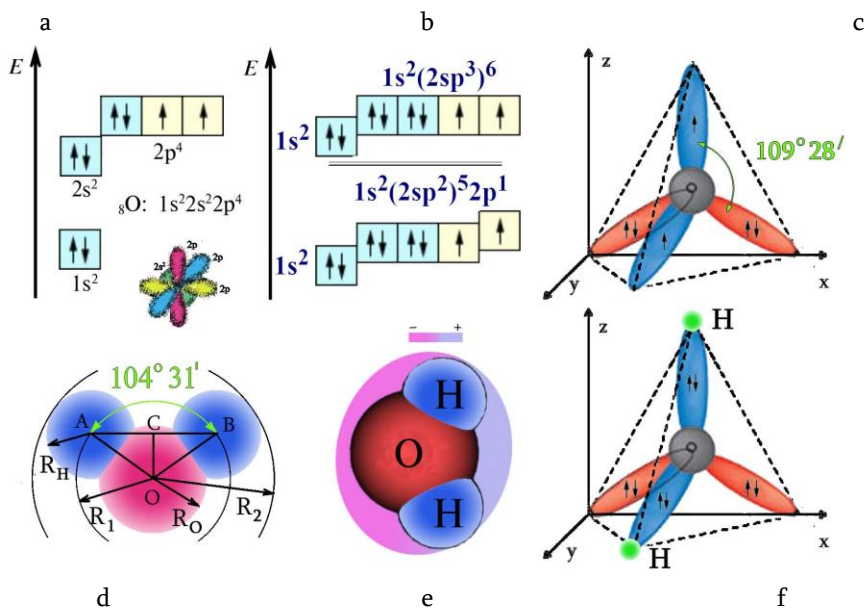 a
b
c
E
↑↓
↑
↑
2p⁴
↑↓
2s²
₈O: 1s²2s²2p⁴
↑↓
1s²
2p
2p
2s²
2p
2p
E
1s²(2sp³)⁶
1s²
↑↓
↑↓
↑↓
↑
↑
1s²(2sp²)⁵2p¹
1s²
↑↓
↑↓
↑↓
↑
↑
z
↑
109° 28′
↑↓
↑
↑↓
x
y
104° 31'
A
C
B
R_H
O
R₁
R_O
R₂
− +
H
O
H
z
H
↑↓
↑↓
↑↓
↑↓
x
y
H
d
e
f